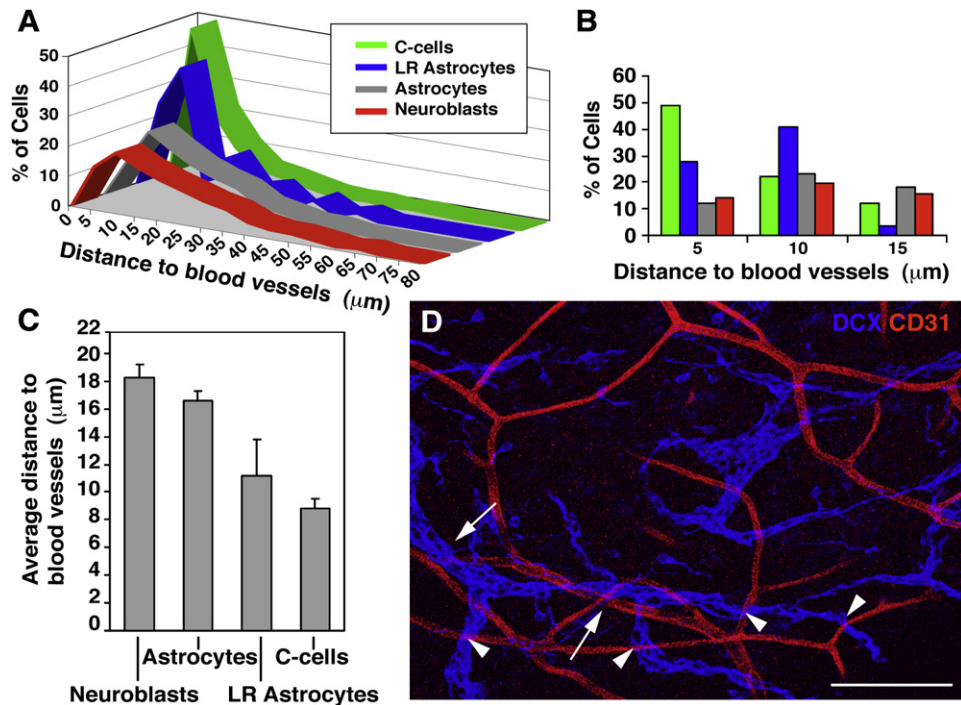 A
50
40
30
20
10
0
% of Cells
0
5
10
15
20
25
30
35
40
45
50
55
60
65
70
75
80
Distance to blood vessels (μm)
C-cells
LR Astrocytes
Astrocytes
Neuroblasts
B
60
50
40
30
20
10
0
% of Cells
5 10 15
Distance to blood vessels (μm)
C
22
20
18
16
14
12
10
8
6
4
2
0
Average distance to
blood vessels (μm)
Astrocytes C-cells
Neuroblasts LR Astrocytes
D
DCX CD31